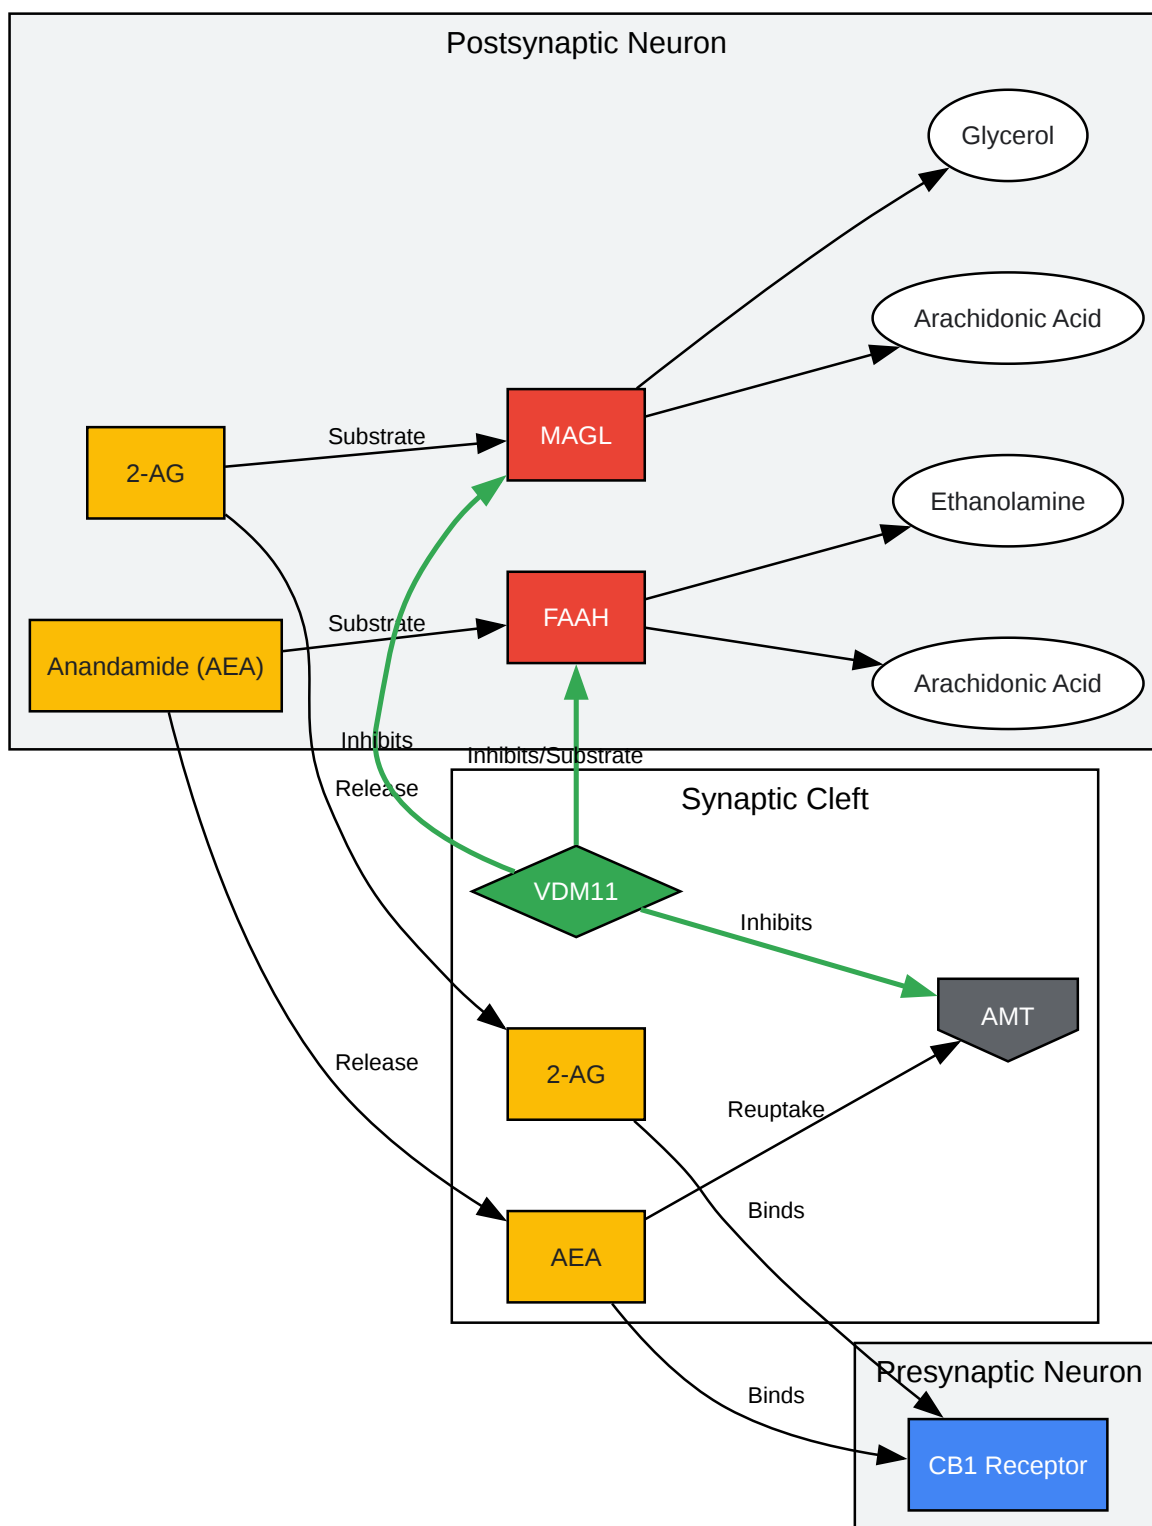 Postsynaptic Neuron
Glycerol
Arachidonic Acid
MAGL
Substrate
2-AG
Ethanolamine
FAAH
Substrate
Anandamide (AEA)
Arachidonic Acid
Inhibits
Inhibits/Substrate
Release
Synaptic Cleft
VDM11
Inhibits
AMT
Release
2-AG
Reuptake
Binds
AEA
Presynaptic Neuron
Binds
CB1 Receptor